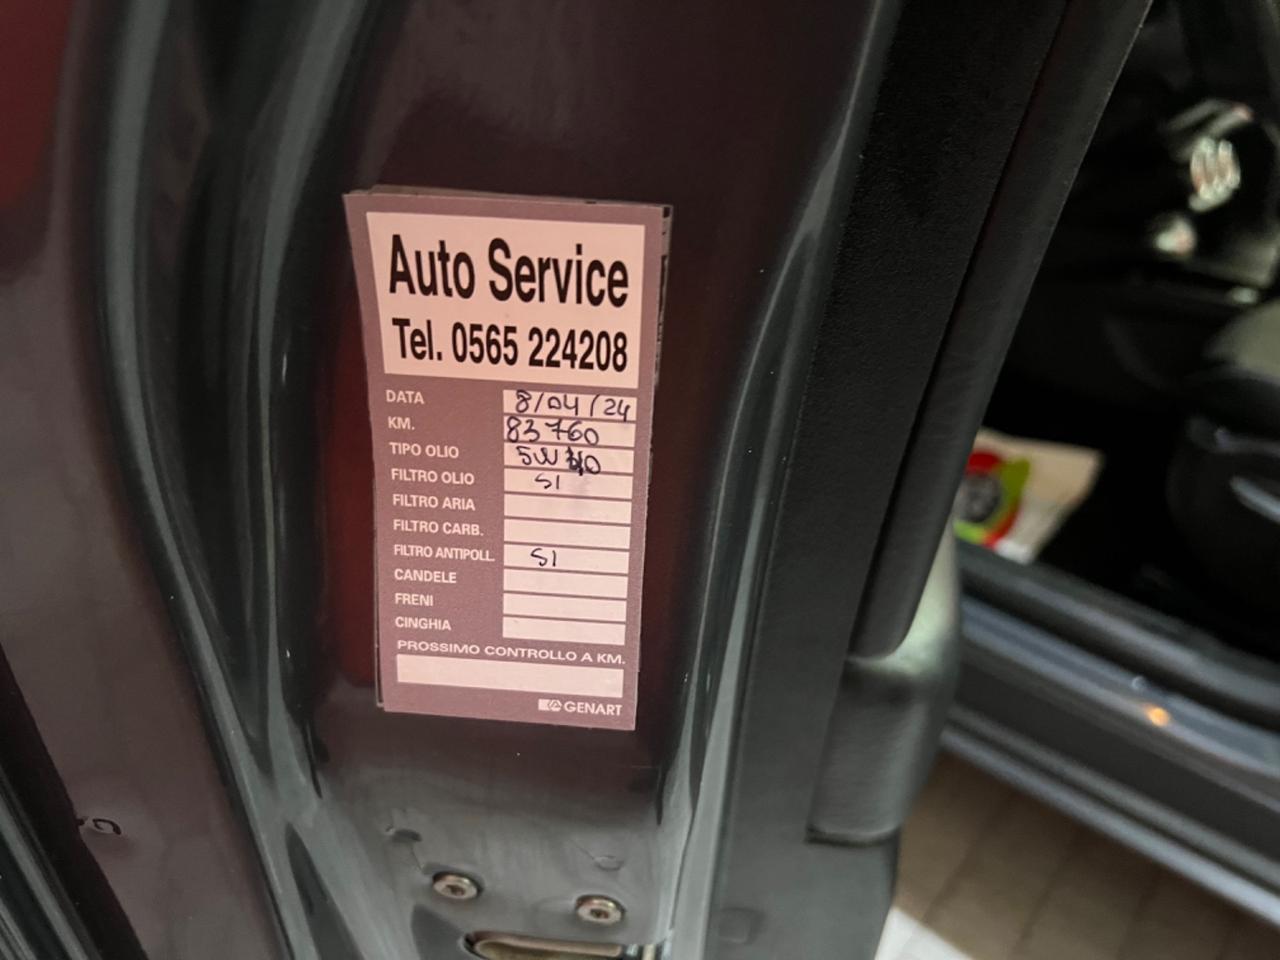 Auto Service
Tel. 0565 224208
DATA 8/04/24
KM. 83760
TIPO OLIO 5W40
FILTRO OLIO SI
FILTRO ARIA
FILTRO CARB.
FILTRO ANTIPOLL. SI
CANDELE
FRENI
CINGHIA
PROSSIMO CONTROLLO A KM.
GENART